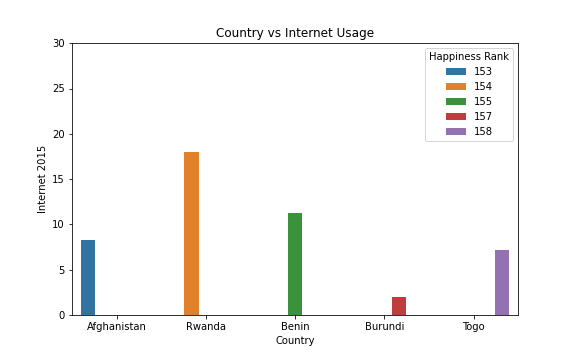 Country vs Internet Usage
Happiness Rank
153
154
155
157
158
30
25
20
15
10
5
0
Internet 2015
Afghanistan Rwanda Benin Burundi Togo
Country